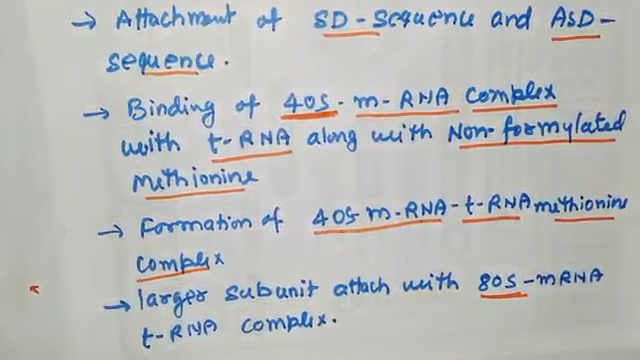 → Attachment of SD-Sequence and ASD-
sequence.
→ Binding of 40S-m-RNA Complex
with t-RNA along with Non-formylated
Methionine
→ Formation of 40S m-RNA-t-RNA methionine
complex
→ larger subunit attach with 80S-mRNA
t-RNA complex.